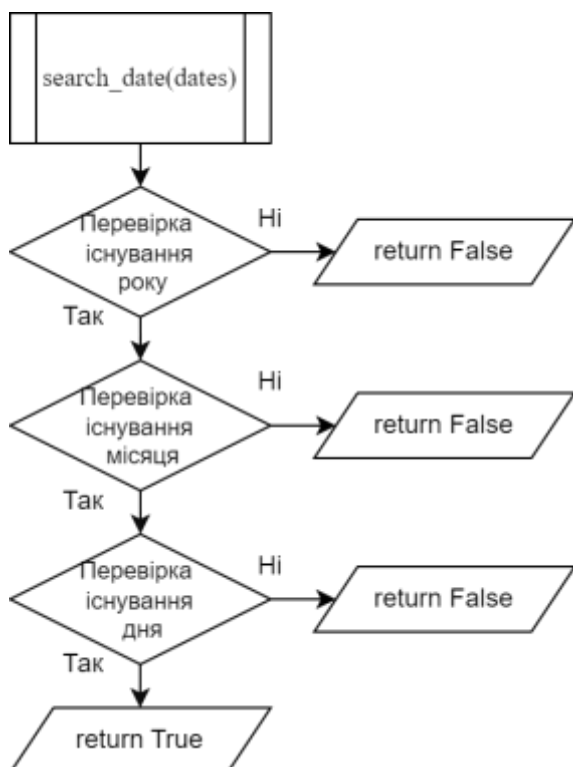 search_date(dates)
Перевірка
існування
року
Ні
return False
Так
Перевірка
існування
місяця
Ні
return False
Так
Перевірка
існування
дня
Ні
return False
Так
return True